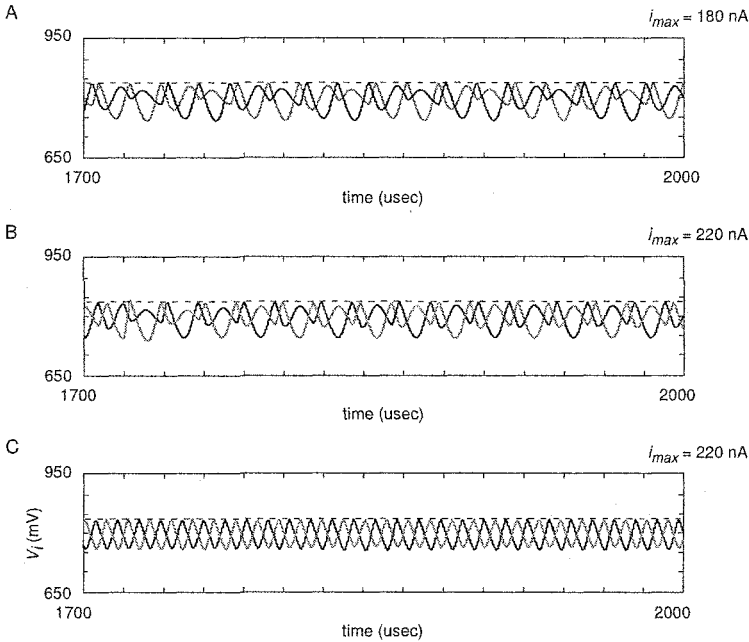 A
i_max = 180 nA
950
650
1700
2000
time (usec)
B
i_max = 220 nA
950
650
1700
2000
time (usec)
C
i_max = 220 nA
950
V_i (mV)
650
1700
2000
time (usec)